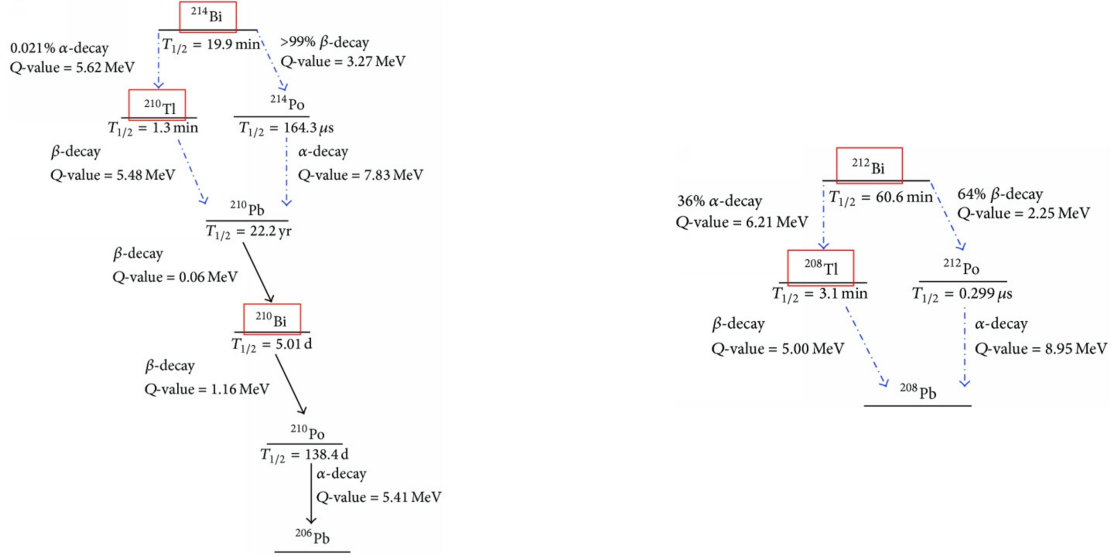 ²¹⁴Bi
T₁/₂ = 19.9 min
0.021% α-decay
Q-value = 5.62 MeV
>99% β-decay
Q-value = 3.27 MeV
²¹⁰Tl
T₁/₂ = 1.3 min
²¹⁴Po
T₁/₂ = 164.3 μs
β-decay
Q-value = 5.48 MeV
α-decay
Q-value = 7.83 MeV
²¹⁰Pb
T₁/₂ = 22.2 yr
β-decay
Q-value = 0.06 MeV
²¹⁰Bi
T₁/₂ = 5.01 d
β-decay
Q-value = 1.16 MeV
²¹⁰Po
T₁/₂ = 138.4 d
α-decay
Q-value = 5.41 MeV
²⁰⁶Pb
²¹²Bi
T₁/₂ = 60.6 min
36% α-decay
Q-value = 6.21 MeV
64% β-decay
Q-value = 2.25 MeV
²⁰⁸Tl
T₁/₂ = 3.1 min
²¹²Po
T₁/₂ = 0.299 μs
β-decay
Q-value = 5.00 MeV
α-decay
Q-value = 8.95 MeV
²⁰⁸Pb